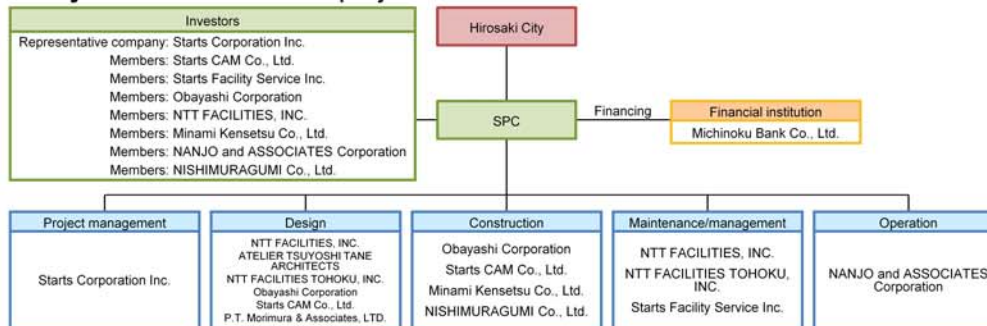 Investors
Representative company: Starts Corporation Inc.
Members: Starts CAM Co., Ltd.
Members: Starts Facility Service Inc.
Members: Obayashi Corporation
Members: NTT FACILITIES, INC.
Members: Minami Kensetsu Co., Ltd.
Members: NANJO and ASSOCIATES Corporation
Members: NISHIMURAGUMI Co., Ltd.
Hirosaki City
SPC
Financing
Financial institution
Michinoku Bank Co., Ltd.
Project management
Starts Corporation Inc.
Design
NTT FACILITIES, INC.
ATELIER TSUYOSHI TANE
ARCHITECTS
NTT FACILITIES TOHOKU, INC.
Obayashi Corporation
Starts CAM Co., Ltd.
P.T. Morimura & Associates, LTD.
Construction
Obayashi Corporation
Starts CAM Co., Ltd.
Minami Kensetsu Co., Ltd.
NISHIMURAGUMI Co., Ltd.
Maintenance/management
NTT FACILITIES, INC.
NTT FACILITIES TOHOKU,
INC.
Starts Facility Service Inc.
Operation
NANJO and ASSOCIATES
Corporation